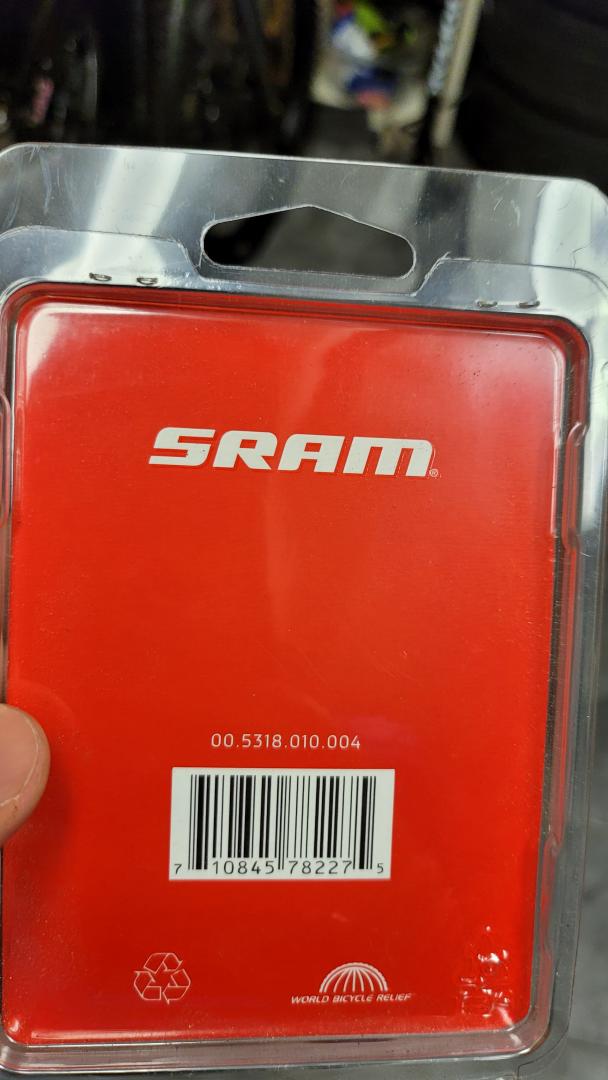 SRAM®
00.5318.010.004
7 10845 78227 5
WORLD BICYCLE RELIEF